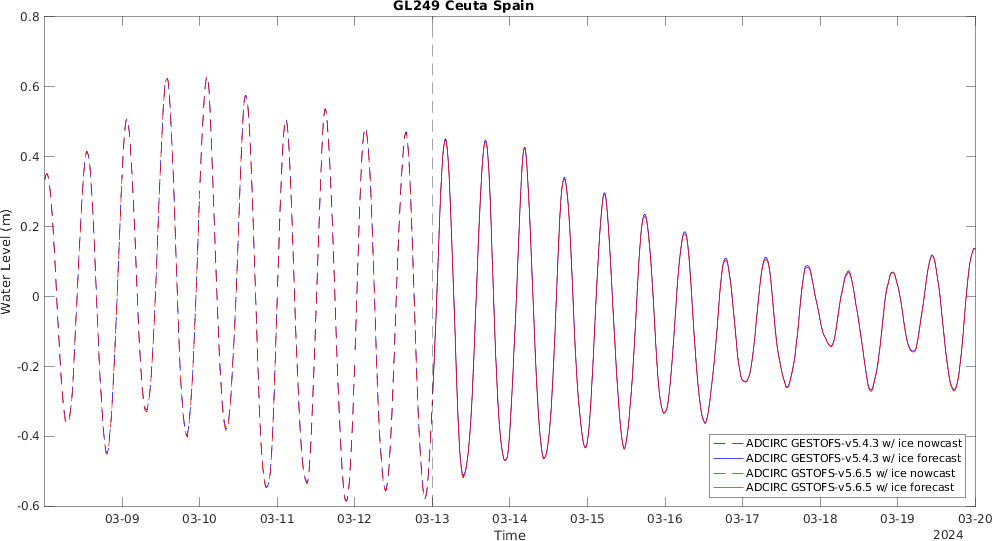 GL249 Ceuta Spain
0.8
0.6
0.4
0.2
0
-0.2
-0.4
-0.6
Water Level (m)
ADCIRC GESTOFS-v5.4.3 w/ ice nowcast
ADCIRC GESTOFS-v5.4.3 w/ ice forecast
ADCIRC GSTOFS-v5.6.5 w/ ice nowcast
ADCIRC GSTOFS-v5.6.5 w/ ice forecast
03-09 03-10 03-11 03-12 03-13 03-14 03-15 03-16 03-17 03-18 03-19 03-20
Time
2024